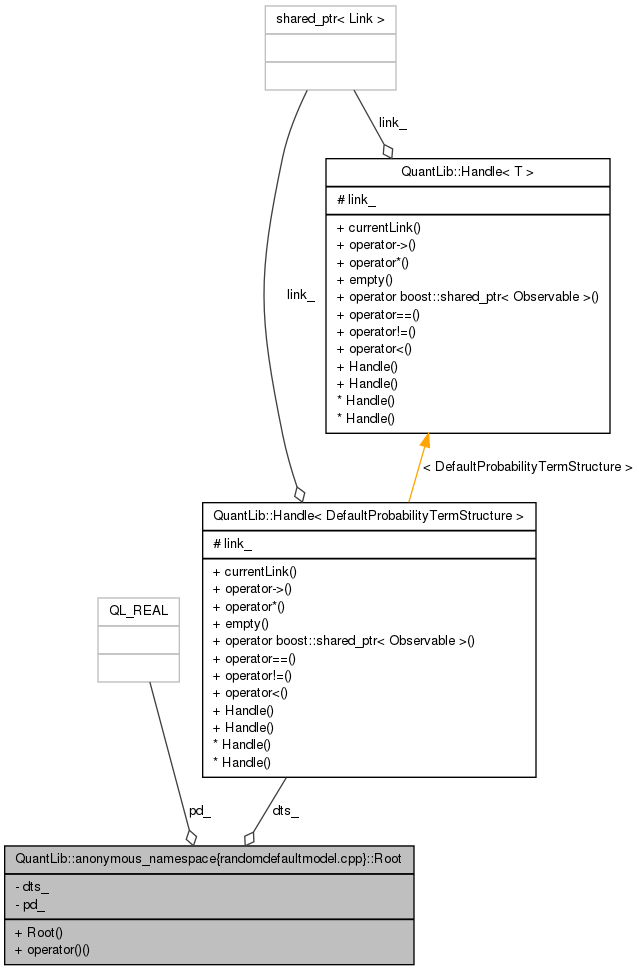 shared_ptr< Link >
link_
QuantLib::Handle< T >
# link_
+ currentLink()
+ operator->()
+ operator*()
+ empty()
+ operator boost::shared_ptr< Observable >()
+ operator==()
+ operator!=()
+ operator<()
+ Handle()
+ Handle()
* Handle()
* Handle()
link_
< DefaultProbabilityTermStructure >
QuantLib::Handle< DefaultProbabilityTermStructure >
# link_
+ currentLink()
+ operator->()
+ operator*()
+ empty()
+ operator boost::shared_ptr< Observable >()
+ operator==()
+ operator!=()
+ operator<()
+ Handle()
+ Handle()
* Handle()
* Handle()
QL_REAL
pd_
dts_
QuantLib::anonymous_namespace{randomdefaultmodel.cpp}::Root
- dts_
- pd_
+ Root()
+ operator()()